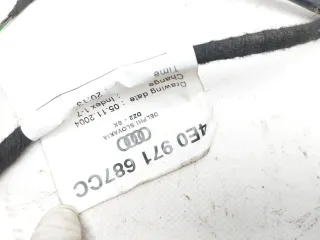 4E0 971 687CC
DELPHI SLOVAKIA
Drawing date : 05.11.2004
Change : Index 1-7
Time : 20.13